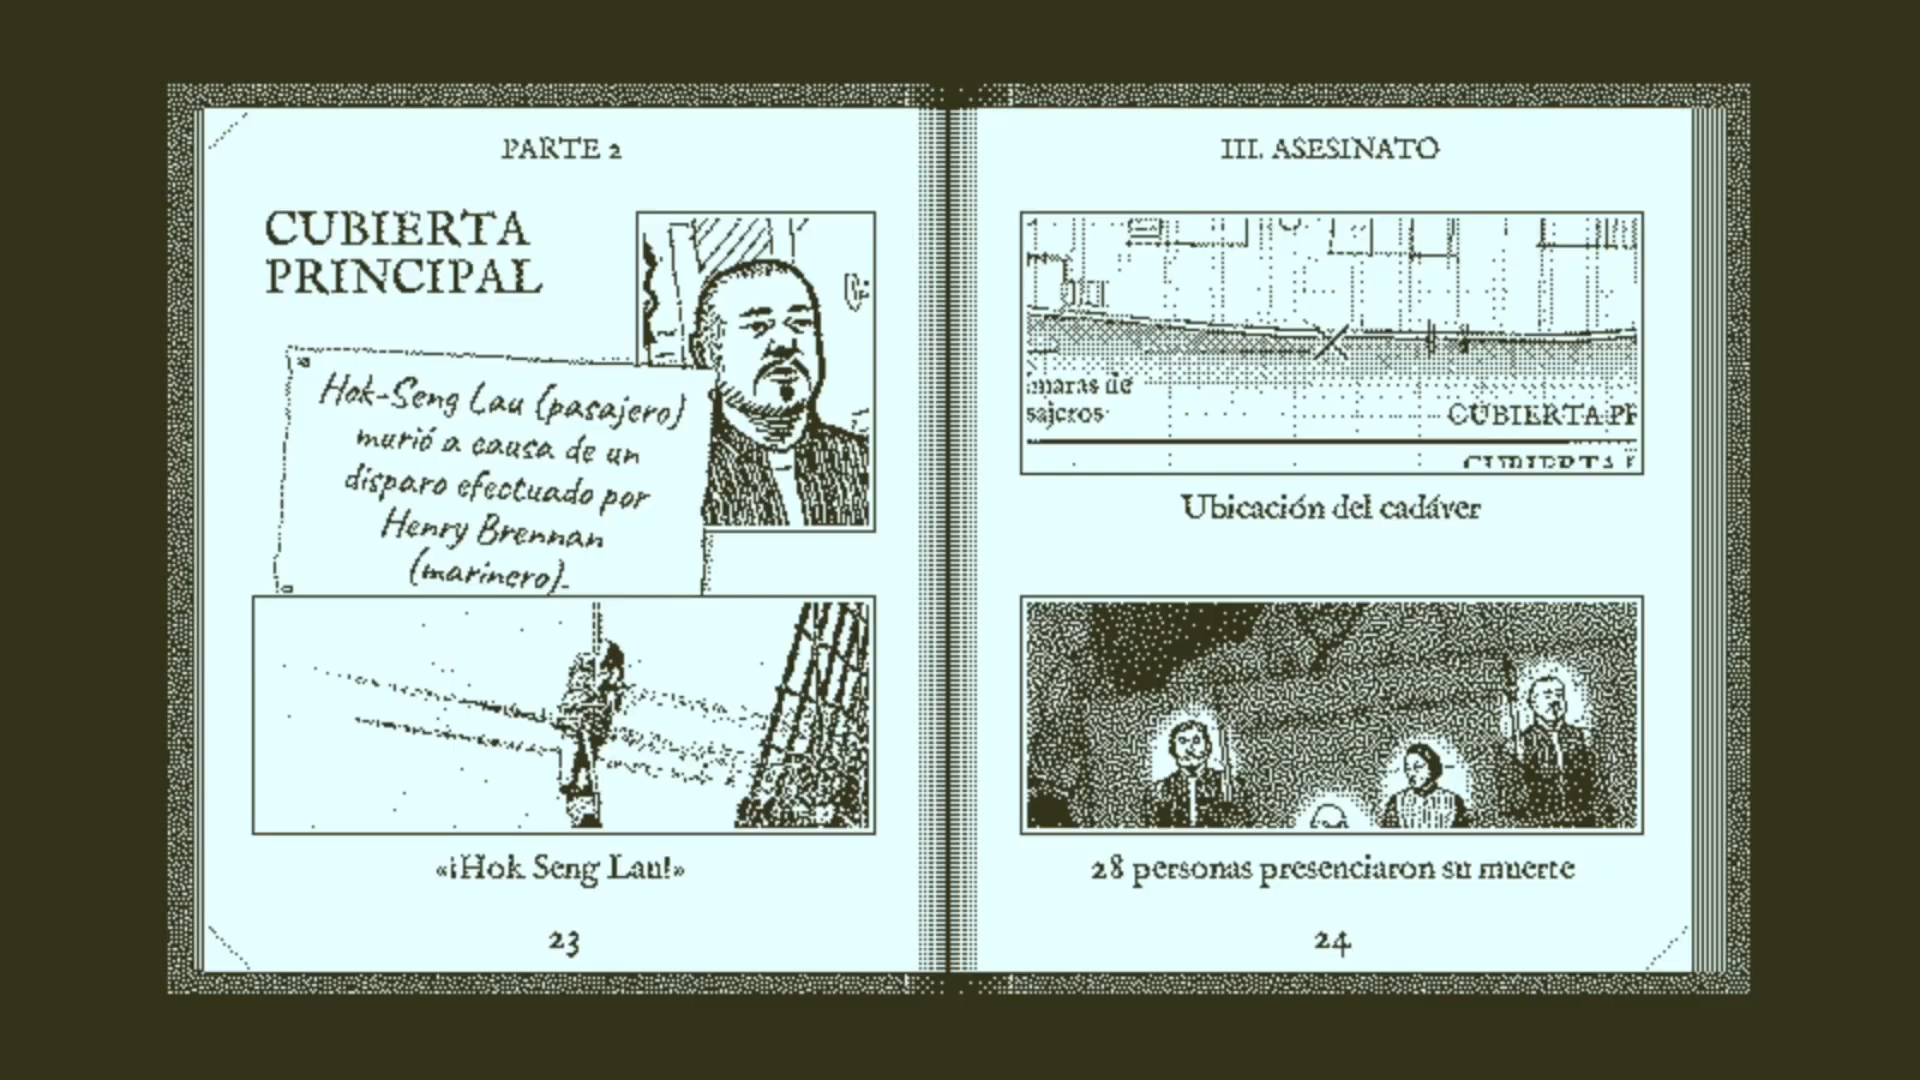 PARTE 2
CUBIERTA
PRINCIPAL
Hok-Seng Lau (pasajero)
murió a causa de un
disparo efectuado por
Henry Brennan
(marinero).
«¡Hok Seng Lau!»
23
III. ASESINATO
maras de
sajeros
CUBIERTA PR
Ubicación del cadáver
28 personas presenciaron su muerte
24